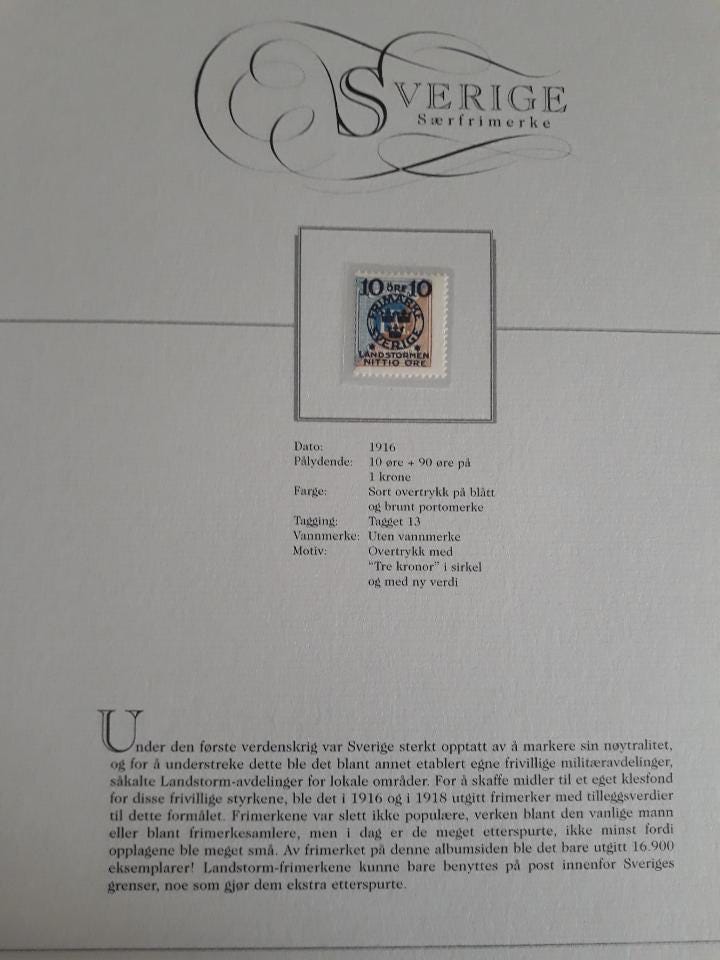 SVERIGE
Særfrimerke
10 ÖRE 10
FRIMÄRKE
SVERIGE
LANDSTORMEN
NITTIO ÖRE
Dato: 1916
Pålydende: 10 øre + 90 øre på
1 krone
Farge: Sort overtrykk på blått
og brunt portomerke
Tagging: Tagget 13
Vannmerke: Uten vannmerke
Motiv: Overtrykk med
"Tre kronor" i sirkel
og med ny verdi
Under den første verdenskrig var Sverige sterkt opptatt av å markere sin nøytralitet,
og for å understreke dette ble det blant annet etablert egne frivillige militæravdelinger,
såkalte Landstorm-avdelinger for lokale områder. For å skaffe midler til et eget klesfond
for disse frivillige styrkene, ble det i 1916 og i 1918 utgitt frimerker med tilleggsverdier
til dette formålet. Frimerkene var slett ikke populære, verken blant den vanlige mann
eller blant frimerkesamlere, men i dag er de meget etterspurte, ikke minst fordi
opplagene ble meget små. Av frimerket på denne albumsiden ble det bare utgitt 16.900
eksemplarer! Landstorm-frimerkene kunne bare benyttes på post innenfor Sveriges
grenser, noe som gjør dem ekstra etterspurte.